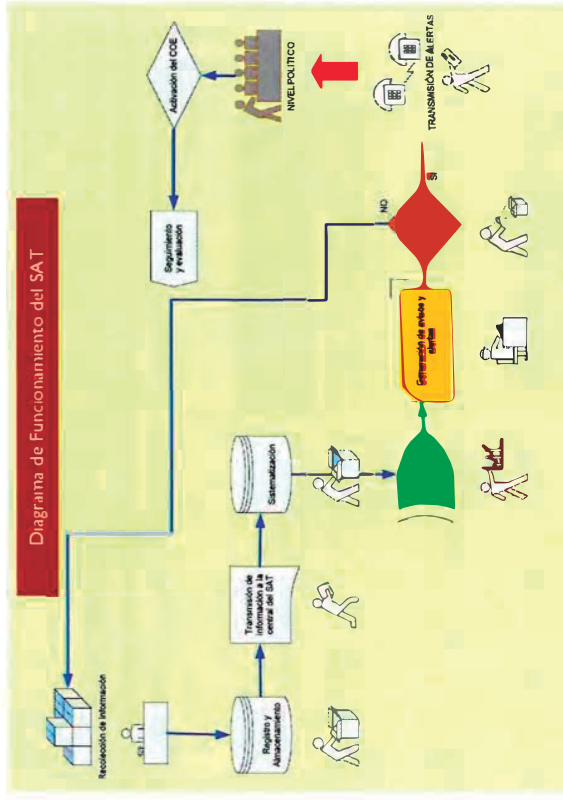 Diagrama de Funcionamiento del SAT
Recolección de Información
Registro y
Almacenamiento
Transmisión de
información a la
central del SAT
Sistematización
Generación de avisos y
alertas
NO
SI
TRANSMISIÓN DE ALERTAS
NIVEL POLÍTICO
Activación del COE
Seguimiento
y evaluación